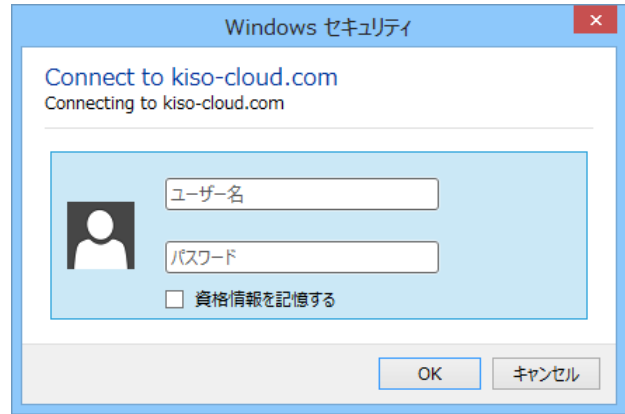 Windows セキュリティ
Connect to kiso-cloud.com
Connecting to kiso-cloud.com
ユーザー名
パスワード
資格情報を記憶する
OK
キャンセル